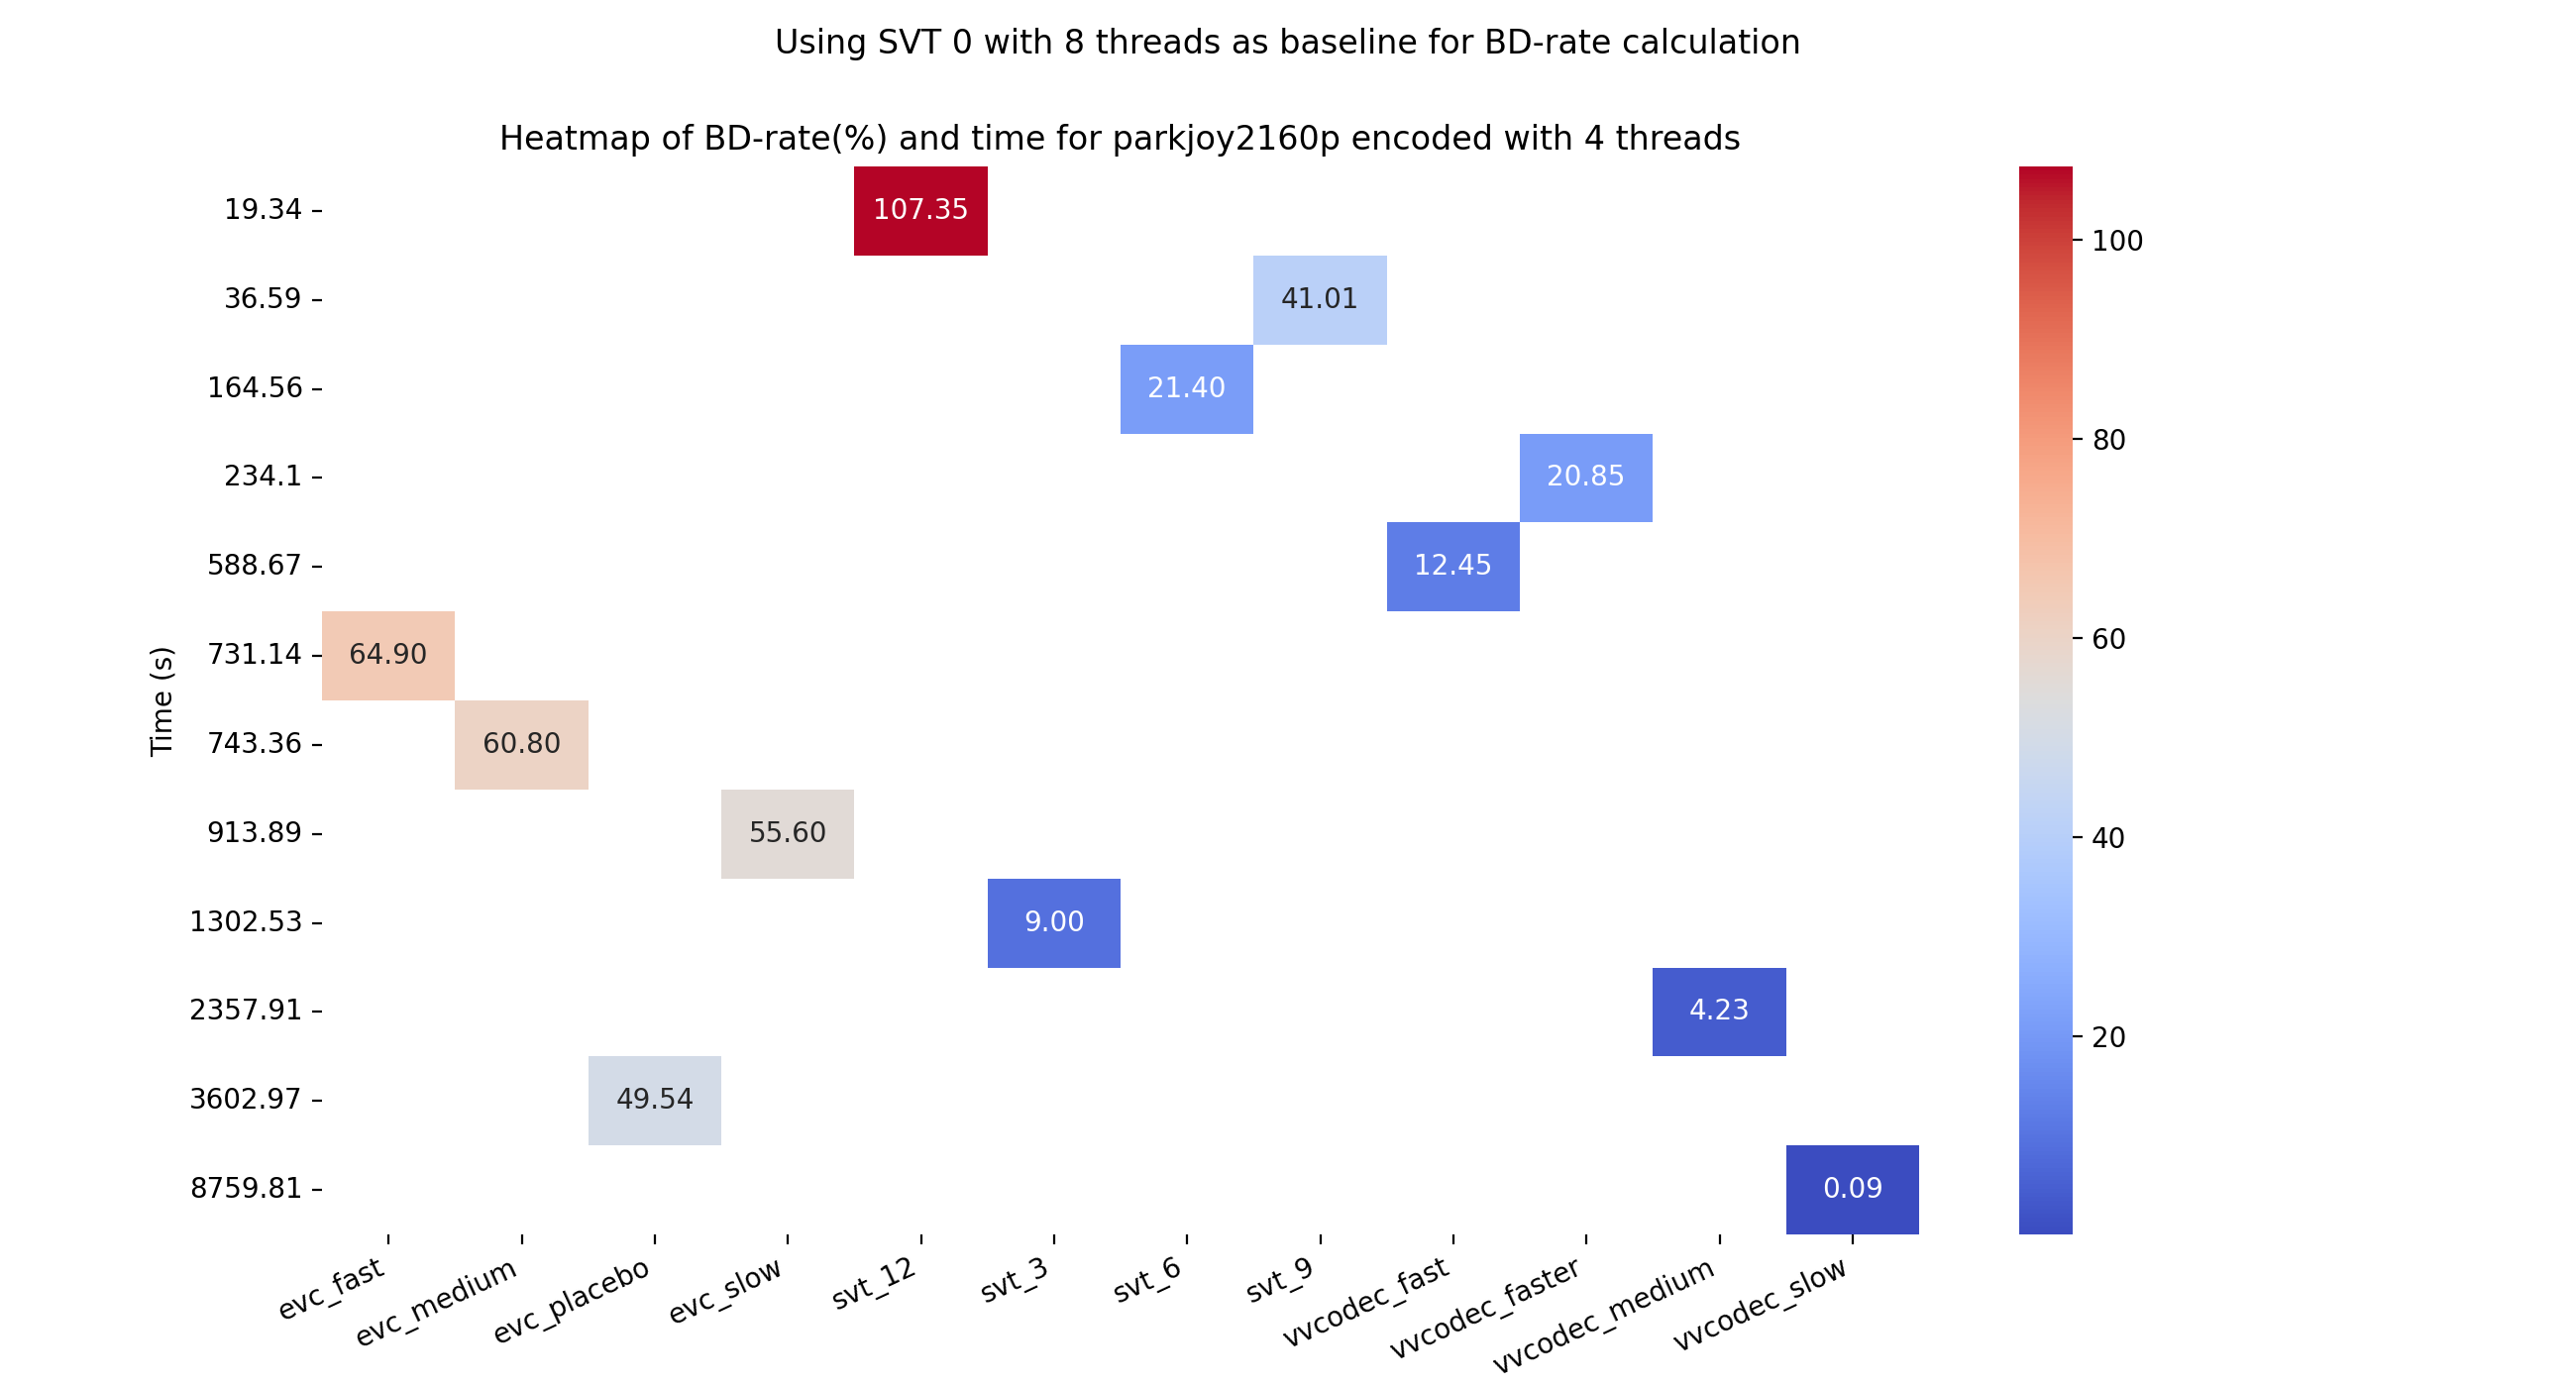 Using SVT 0 with 8 threads as baseline for BD-rate calculation
Heatmap of BD-rate(%) and time for parkjoy2160p encoded with 4 threads
Time (s)
19.34
107.35
36.59
41.01
164.56
21.40
234.1
20.85
588.67
12.45
731.14
64.90
743.36
60.80
913.89
55.60
1302.53
9.00
2357.91
4.23
3602.97
49.54
8759.81
0.09
evc_fast
evc_medium
evc_placebo
evc_slow
svt_12
svt_3
svt_6
svt_9
vvcodec_fast
vvcodec_faster
vvcodec_medium
vvcodec_slow
100
80
60
40
20